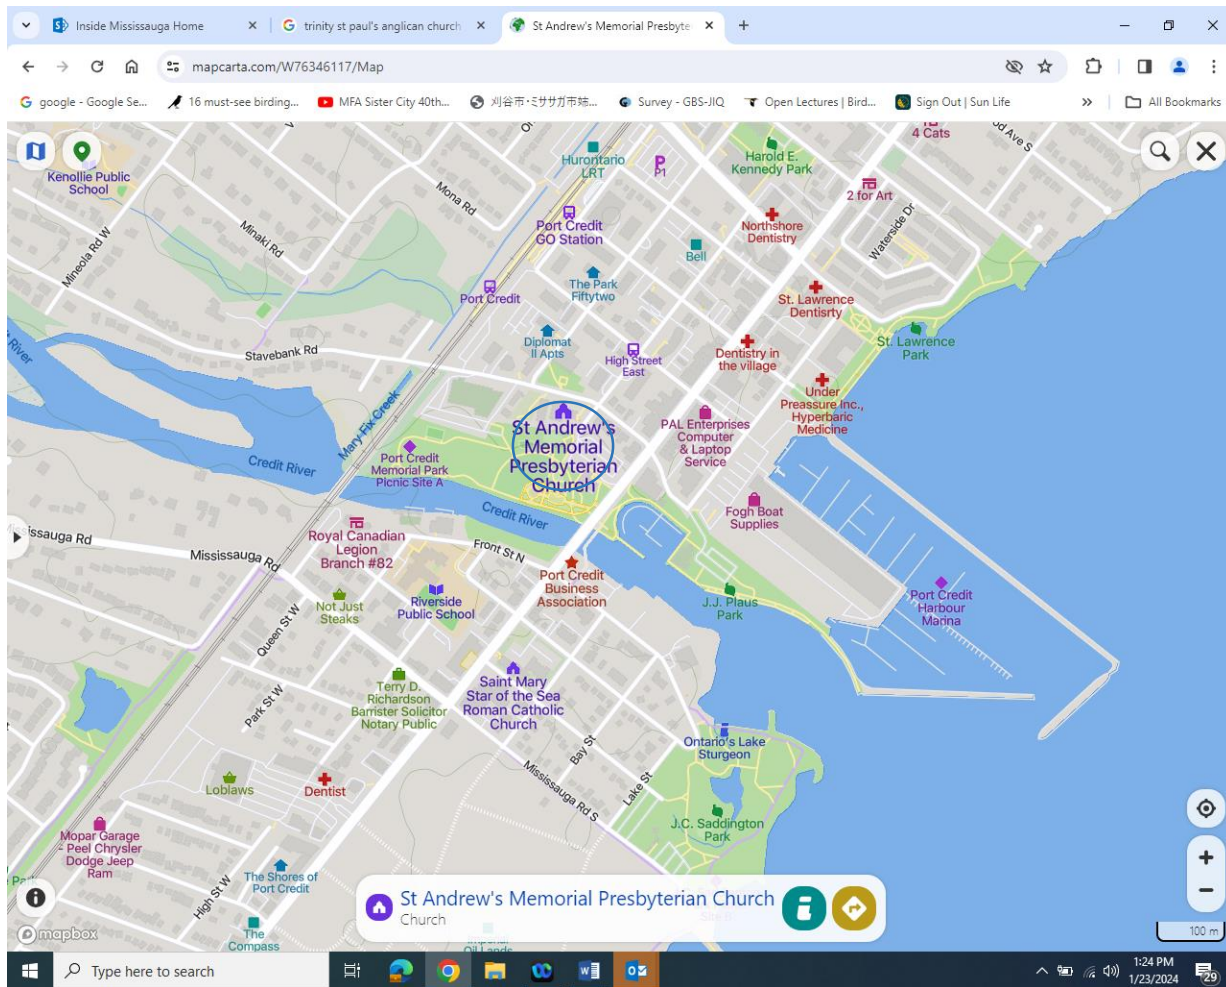 Inside Mississauga Home
trinity st paul's anglican church
St Andrew's Memorial Presbyte
mapcarta.com/W76346117/Map
google - Google Se...
16 must-see birding...
MFA Sister City 40th...
刈谷市・ミササガ市姉...
Survey - GBS-JIQ
Open Lectures | Bird...
Sign Out | Sun Life
All Bookmarks
Kenollie Public
School
Hurontario
LRT
P1
Harold E.
Kennedy Park
4 Cats
2 for Art
Mona Rd
Minaki Rd
Mineola Rd W
Port Credit
GO Station
Northshore
Dentistry
Waterside Dr
Bell
Port Credit
The Park
Fiftytwo
St. Lawrence
Dentisrty
Stavebank Rd
Diplomat
II Apts
High Street
East
Dentistry in
the village
St. Lawrence
Park
River
Under
Preassure Inc.,
Hyperbaric
Medicine
Mary Fix Creek
St Andrew's
Memorial
Presbyterian
Church
PAL Enterprises
Computer
& Laptop
Service
Credit River
Port Credit
Memorial Park
Picnic Site A
Credit River
Fogh Boat
Supplies
issauga Rd
Mississauga Rd
Royal Canadian
Legion
Branch #82
Front St N
Port Credit
Business
Association
Not Just
Steaks
Riverside
Public School
J.J. Plaus
Park
Port Credit
Harbour
Marina
Queen St W
Park St W
Terry D.
Richardson
Barrister Solicitor
Notary Public
Saint Mary
Star of the Sea
Roman Catholic
Church
Ontario's Lake
Sturgeon
Bay St
Mississauga Rd S
Lake St
Loblaws
Dentist
J.C. Saddington
Park
Mopar Garage
- Peel Chrysler
Dodge Jeep
Ram
The Shores of
Port Credit
High St W
The
Compass
St Andrew's Memorial Presbyterian Church
Church
mapbox
100 m
Type here to search
1:24 PM
1/23/2024
29